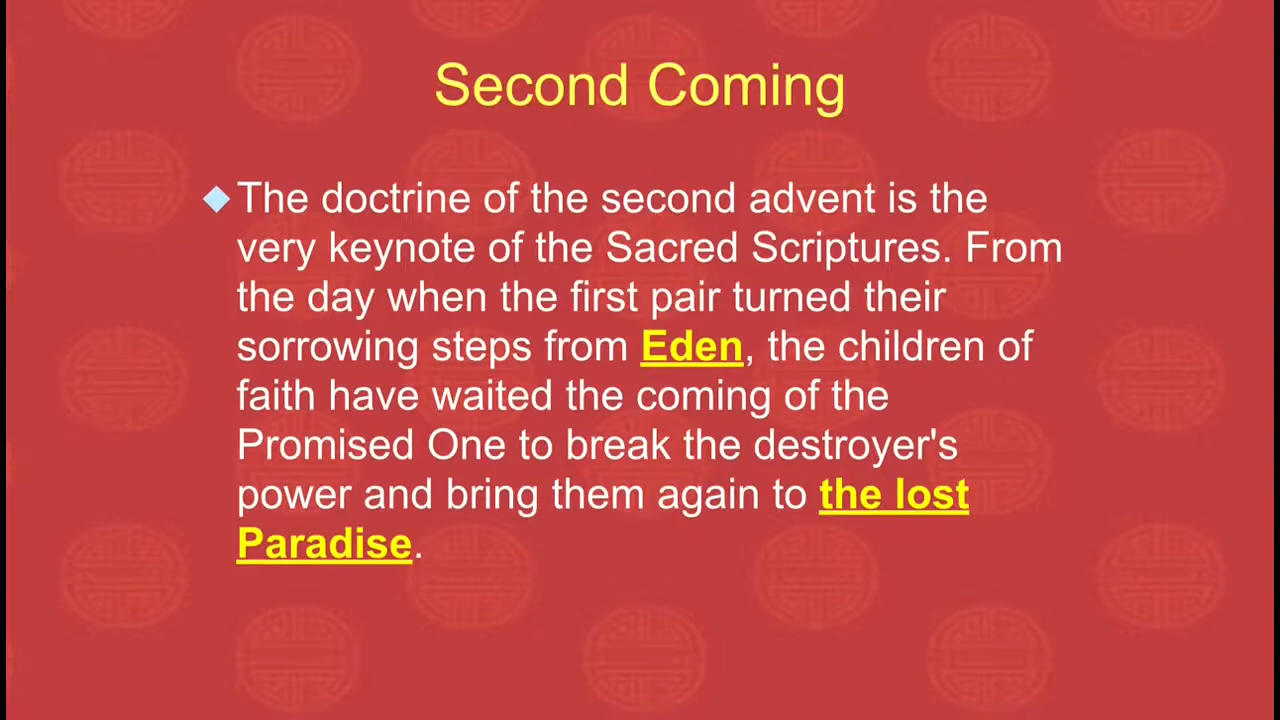 Second Coming
The doctrine of the second advent is the
very keynote of the Sacred Scriptures. From
the day when the first pair turned their
sorrowing steps from Eden, the children of
faith have waited the coming of the
Promised One to break the destroyer's
power and bring them again to the lost
Paradise.